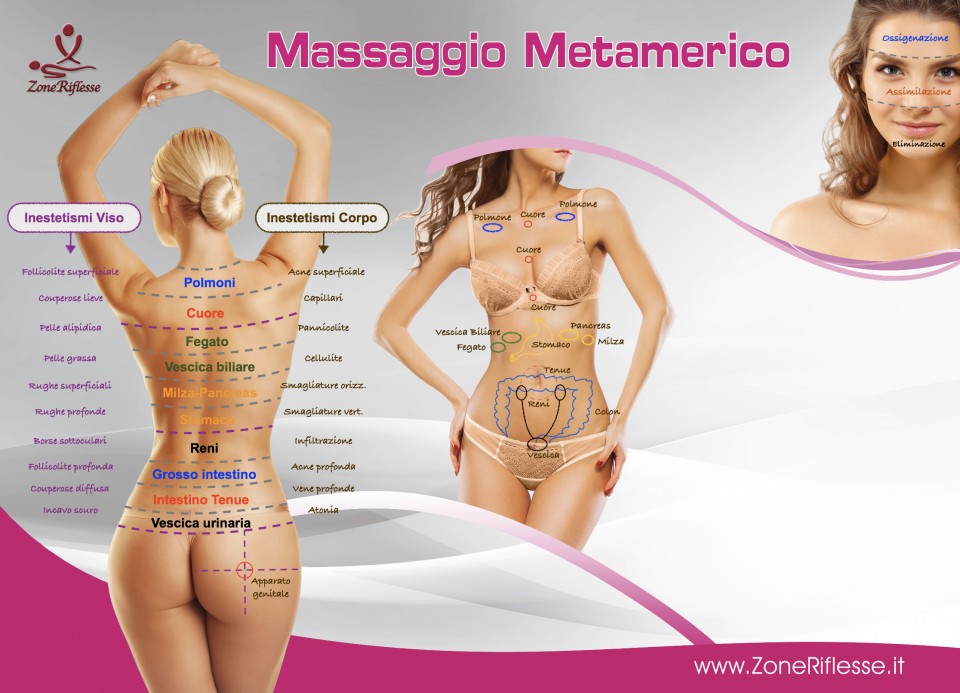 Massaggio Metamerico
ZoneRiflesse
Ossigenazione
Assimilazione
Eliminazione
Inestetismi Viso
Inestetismi Corpo
Follicolite superficiale
Polmoni
Acne superficiale
Couperose lieve
Cuore
Capillari
Pelle alipidica
Fegato
Pannicolite
Pelle grassa
Vescica biliare
Cellulite
Rughe superficiali
Milza-Pancreas
Smagliature orizz.
Rughe profonde
Stomaco
Smagliature vert.
Borse sottoculari
Reni
Infiltrazione
Follicolite profonda
Grosso intestino
Acne profonda
Couperose diffusa
Intestino Tenue
Vene profonde
Incavo scuro
Vescica urinaria
Atonia
Apparato
genitale
Polmone
Cuore
Polmone
Cuore
Cuore
Vescica Biliare
Fegato
Stomaco
Pancreas
Milza
Tenue
Reni
Colon
Vescica
www.ZoneRiflesse.it